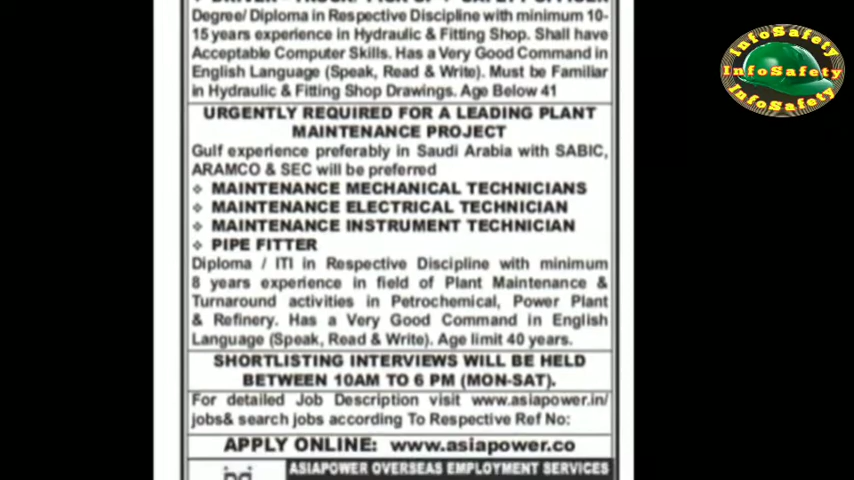 Degree/ Diploma in Respective Discipline with minimum 10-
15 years experience in Hydraulic & Fitting Shop. Shall have
Acceptable Computer Skills. Has a Very Good Command in
English Language (Speak, Read & Write). Must be Familiar
in Hydraulic & Fitting Shop Drawings. Age Below 41
URGENTLY REQUIRED FOR A LEADING PLANT
MAINTENANCE PROJECT
Gulf experience preferably in Saudi Arabia with SABIC,
ARAMCO & SEC will be preferred
❖ MAINTENANCE MECHANICAL TECHNICIANS
❖ MAINTENANCE ELECTRICAL TECHNICIAN
❖ MAINTENANCE INSTRUMENT TECHNICIAN
❖ PIPE FITTER
Diploma / ITI in Respective Discipline with minimum
8 years experience in field of Plant Maintenance &
Turnaround activities in Petrochemical, Power Plant
& Refinery. Has a Very Good Command in English
Language (Speak, Read & Write). Age limit 40 years.
SHORTLISTING INTERVIEWS WILL BE HELD
BETWEEN 10AM TO 6 PM (MON-SAT).
For detailed Job Description visit www.asiapower.in/
jobs& search jobs according To Respective Ref No:
APPLY ONLINE: www.asiapower.co
ASIAPOWER OVERSEAS EMPLOYMENT SERVICES
InfoSafety
InfoSafety
InfoSafety